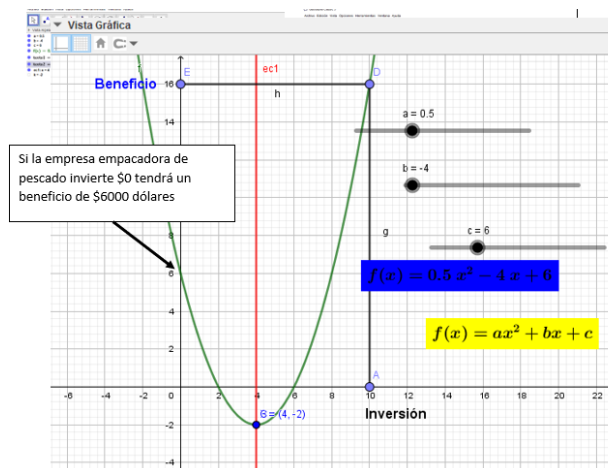 Vista Gráfica
Beneficio
E
ec1
D
h
a = 0.5
b = -4
g
c = 6
Si la empresa empacadora de
pescado invierte $0 tendrá un
beneficio de $6000 dólares
f(x) = 0.5 x² − 4 x + 6
f(x) = ax² + bx + c
A
= (4, -2)
Inversión
16
14
8
6
4
2
-2
-4
-6 -4 -2 0 2 4 6 8 10 12 14 16 18 20 22